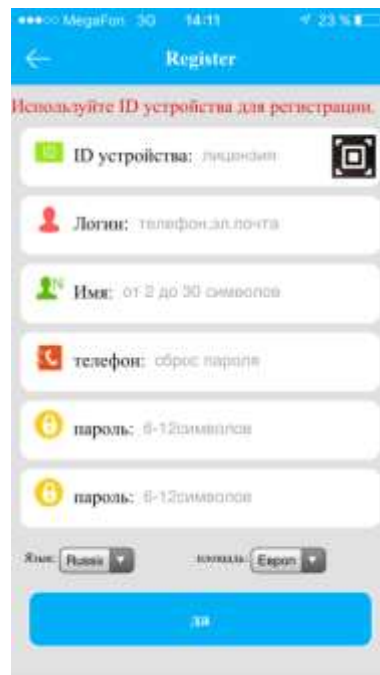 MegaFon 3G 14:11 23 %
Register
Используйте ID устройства для регистрации.
ID устройства: лицензия
Логин: телефон,эл.почта
Имя: от 2 до 30 символов
телефон: сброс пароля
пароль: 6-12символов
пароль: 6-12символов
Язык: Russia площадь: Европ
да